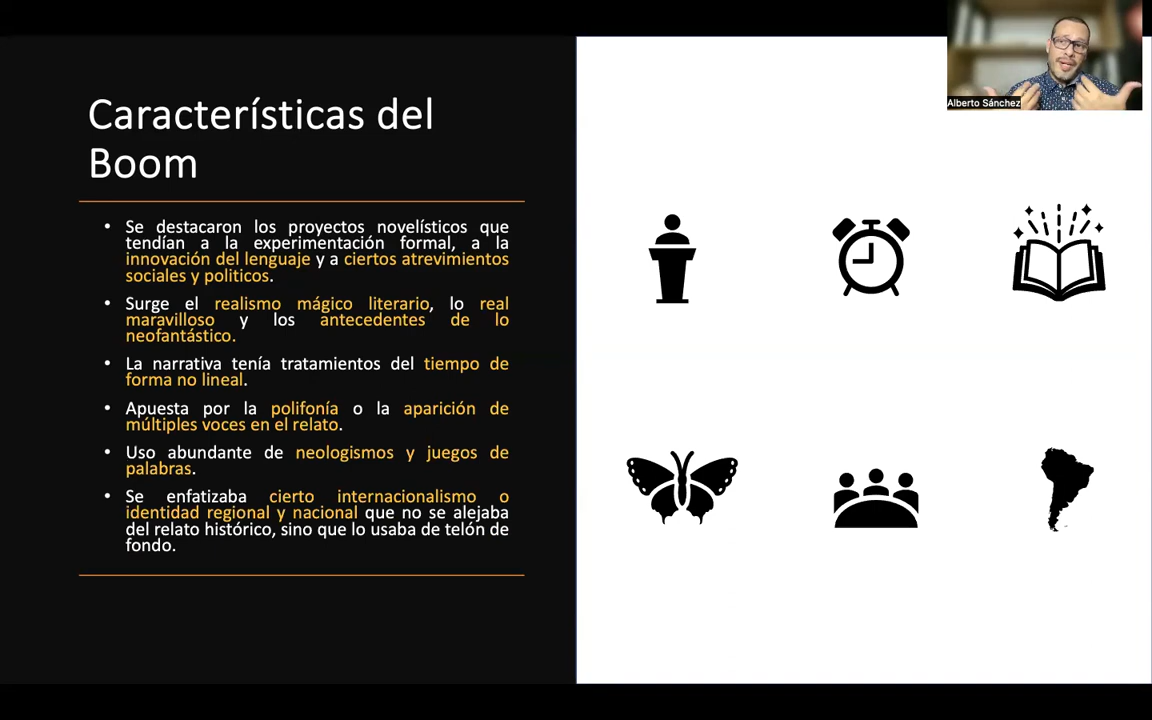 Características del
Boom
• Se destacaron los proyectos novelísticos que
tendían a la experimentación formal, a la
innovación del lenguaje y a ciertos atrevimientos
sociales y politicos.
• Surge el realismo mágico literario, lo real
maravilloso y los antecedentes de lo
neofantástico.
• La narrativa tenía tratamientos del tiempo de
forma no lineal.
• Apuesta por la polifonía o la aparición de
múltiples voces en el relato.
• Uso abundante de neologismos y juegos de
palabras.
• Se enfatizaba cierto internacionalismo o
identidad regional y nacional que no se alejaba
del relato histórico, sino que lo usaba de telón de
fondo.
Alberto Sánchez